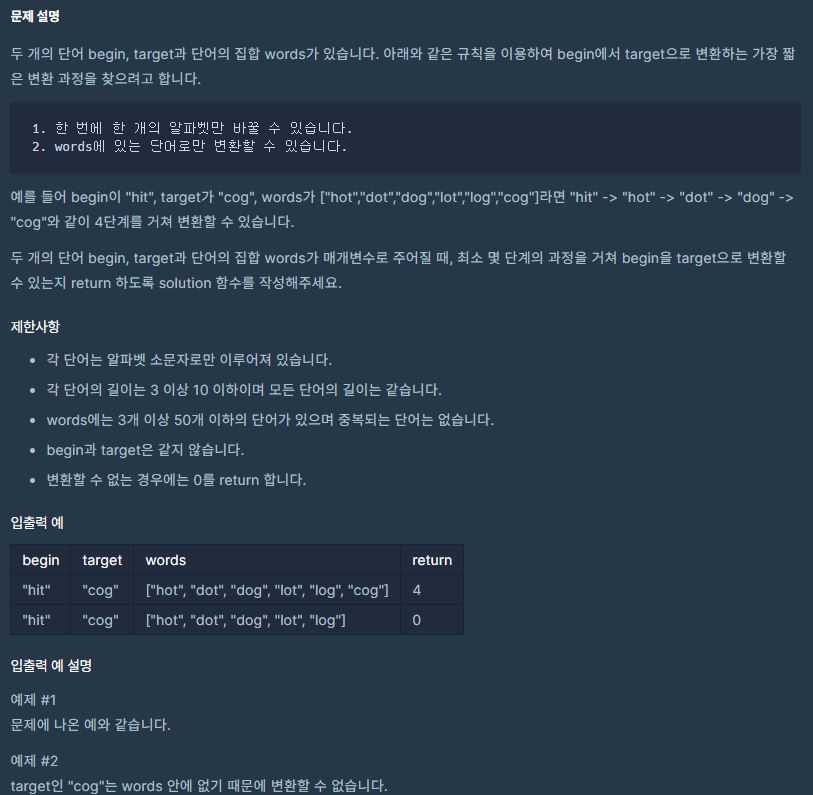 문제 설명
두 개의 단어 begin, target과 단어의 집합 words가 있습니다. 아래와 같은 규칙을 이용하여 begin에서 target으로 변환하는 가장 짧
은 변환 과정을 찾으려고 합니다.
1. 한 번에 한 개의 알파벳만 바꿀 수 있습니다.
2. words에 있는 단어로만 변환할 수 있습니다.
예를 들어 begin이 "hit", target가 "cog", words가 ["hot","dot","dog","lot","log","cog"]라면 "hit" -> "hot" -> "dot" -> "dog" ->
"cog"와 같이 4단계를 거쳐 변환할 수 있습니다.
두 개의 단어 begin, target과 단어의 집합 words가 매개변수로 주어질 때, 최소 몇 단계의 과정을 거쳐 begin을 target으로 변환할
수 있는지 return 하도록 solution 함수를 작성해주세요.
제한사항
• 각 단어는 알파벳 소문자로만 이루어져 있습니다.
• 각 단어의 길이는 3 이상 10 이하이며 모든 단어의 길이는 같습니다.
• words에는 3개 이상 50개 이하의 단어가 있으며 중복되는 단어는 없습니다.
• begin과 target은 같지 않습니다.
• 변환할 수 없는 경우에는 0를 return 합니다.
입출력 예
begin target words return
"hit" "cog" ["hot", "dot", "dog", "lot", "log", "cog"] 4
"hit" "cog" ["hot", "dot", "dog", "lot", "log"] 0
입출력 예 설명
예제 #1
문제에 나온 예와 같습니다.
예제 #2
target인 "cog"는 words 안에 없기 때문에 변환할 수 없습니다.